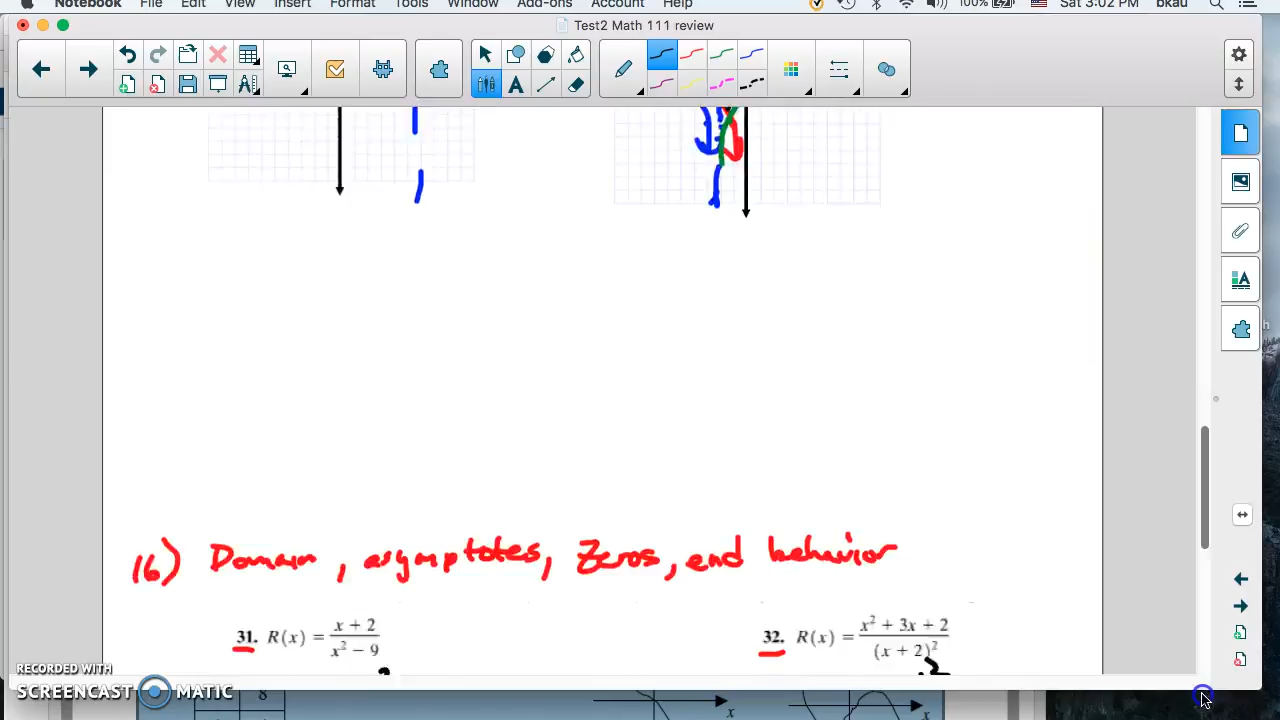 Notebook File Edit View Insert Format Tools Window Add-ons Account Help 100% Sat 3:02 PM bkau
Test2 Math 111 review
A
A
16) Domain, asymptotes, Zeros, end behavior
31. R(x) = x + 2 / x² − 9
32. R(x) = x² + 3x + 2 / (x + 2)²
RECORDED WITH
SCREENCAST MATIC
8
x
x